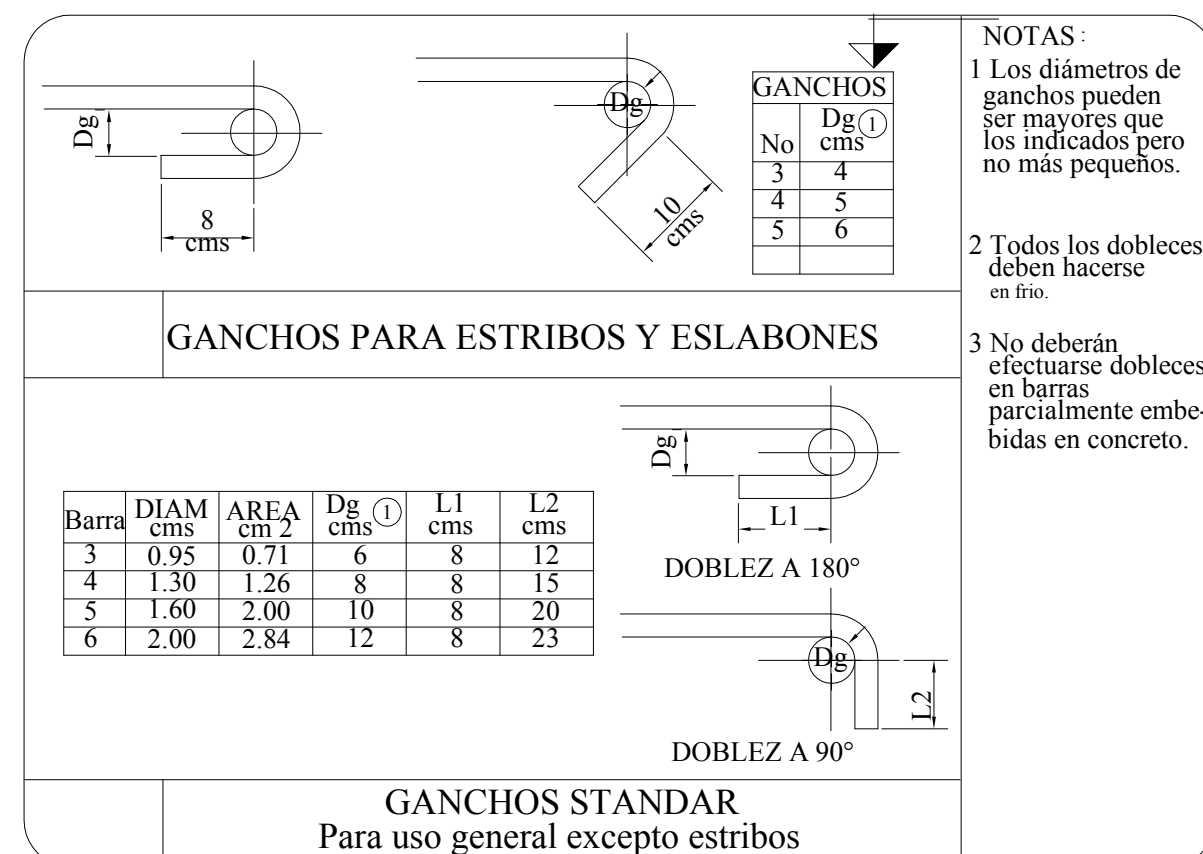 Dg
8
cms
Dg
10
cms
GANCHOS
No Dg cms 1
3 4
4 5
5 6
GANCHOS PARA ESTRIBOS Y ESLABONES
Barra DIAM cms AREA cm 2 Dg cms 1 L1 cms L2 cms
3 0.95 0.71 6 8 12
4 1.30 1.26 8 8 15
5 1.60 2.00 10 8 20
6 2.00 2.84 12 8 23
Dg
L1
DOBLEZ A 180°
Dg
L2
DOBLEZ A 90°
GANCHOS STANDAR
Para uso general excepto estribos
NOTAS :
1 Los diámetros de
ganchos pueden
ser mayores que
los indicados pero
no más pequeños.
2 Todos los dobleces
deben hacerse
en frio.
3 No deberán
efectuarse dobleces
en barras
parcialmente embe-
bidas en concreto.